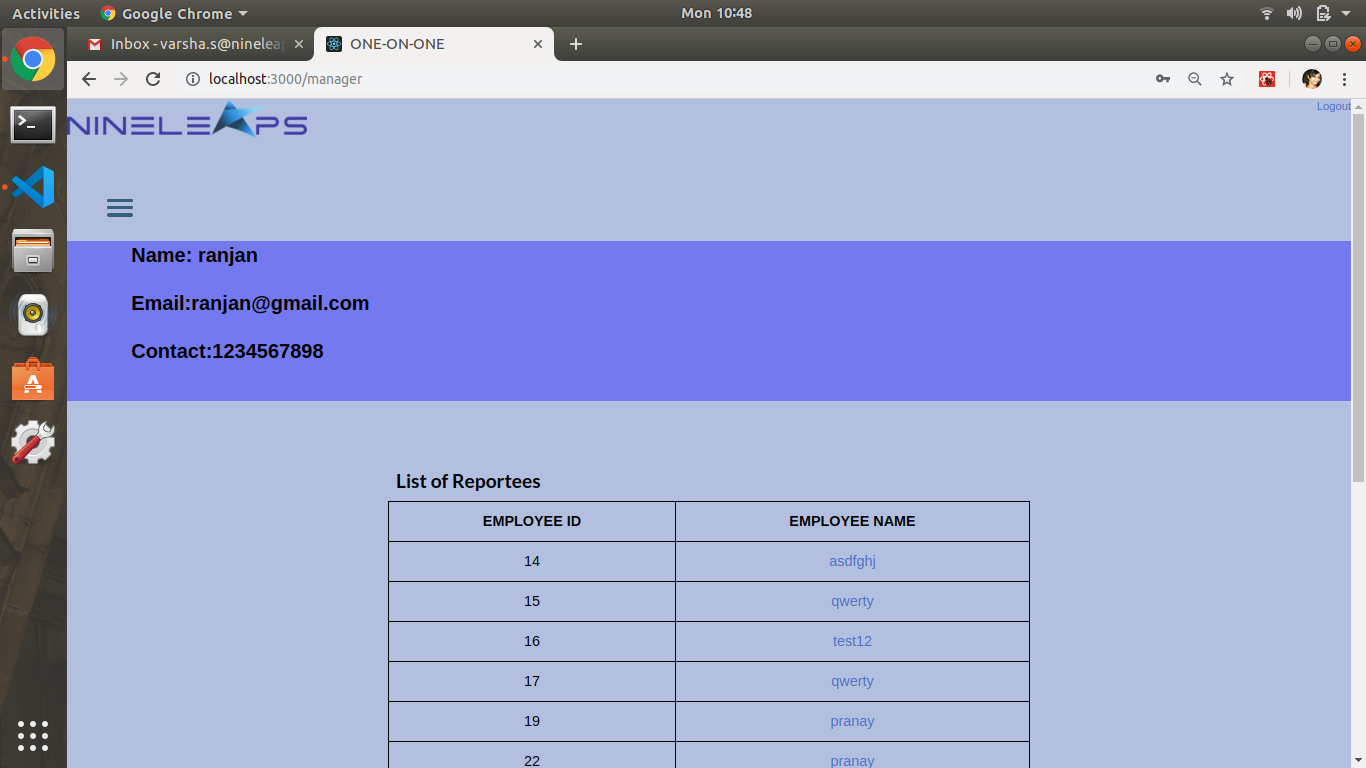 Activities Google Chrome Mon 10:48
Inbox - varsha.s@nineleap ONE-ON-ONE
localhost:3000/manager
NINELEAPS Logout
Name: ranjan
Email:ranjan@gmail.com
Contact:1234567898
List of Reportees
EMPLOYEE ID EMPLOYEE NAME
14 asdfghj
15 qwerty
16 test12
17 qwerty
19 pranay
22 pranay